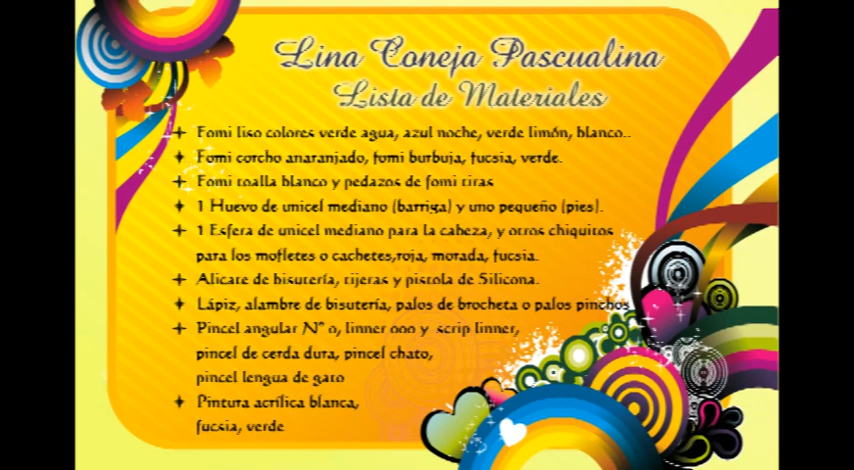 Lina Coneja Pascualina
Lista de Materiales
Fomi liso colores verde agua, azul noche, verde limón, blanco..
Fomi corcho anaranjado, fomi burbuja, fucsia, verde.
Fomi toalla blanco y pedazos de fomi tiras
1 Huevo de unicel mediano (barriga) y uno pequeño (pies).
1 Esfera de unicel mediano para la cabeza, y otros chiquitos
para los mofletes o cachetes,roja, morada, fucsia.
Alicate de bisutería, tijeras y pistola de Silicona.
Lápiz, alambre de bisutería, palos de brocheta o palos pinchos
Pincel angular N° 0, linner 000 y scrip linner,
pincel de cerda dura, pincel chato,
pincel lengua de gato
Pintura acrílica blanca,
fucsia, verde